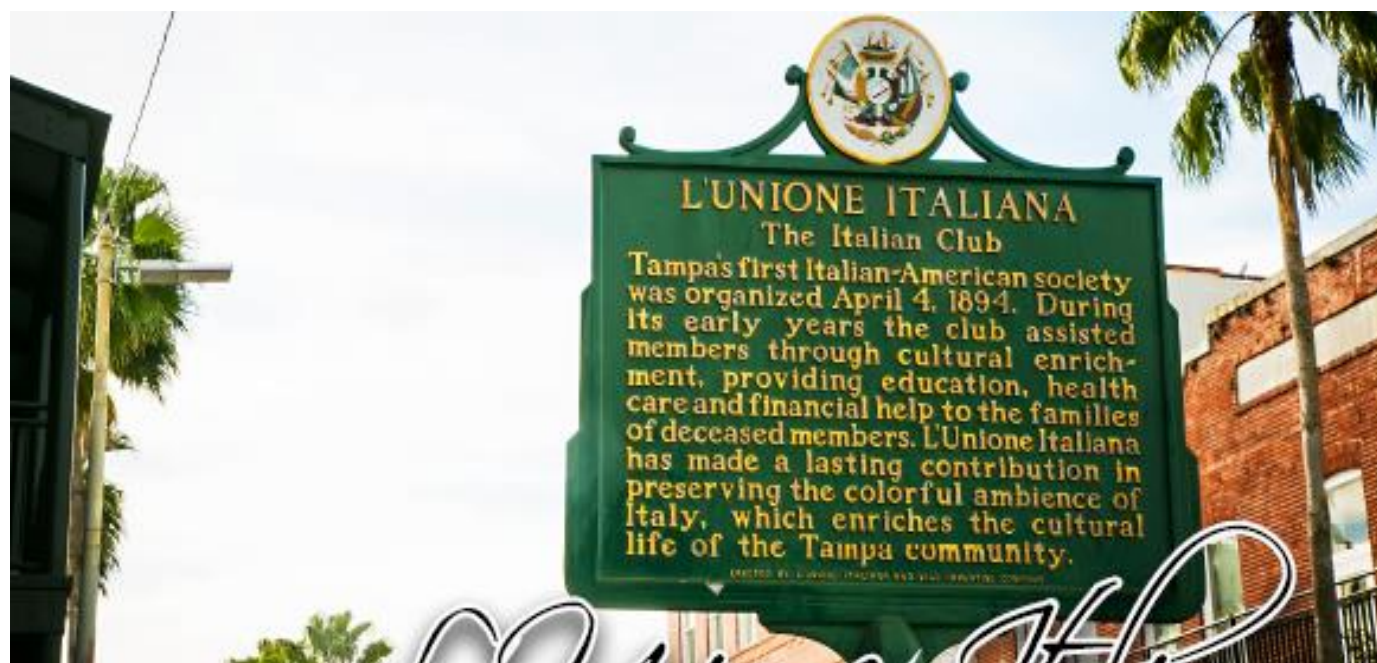 L'UNIONE ITALIANA
The Italian Club
Tampa's first Italian-American society
was organized April 4, 1894. During
its early years the club assisted
members through cultural enrich-
ment, providing education, health
care and financial help to the families
of deceased members. L'Unione Italiana
has made a lasting contribution in
preserving the colorful ambience of
Italy, which enriches the cultural
life of the Tampa community.